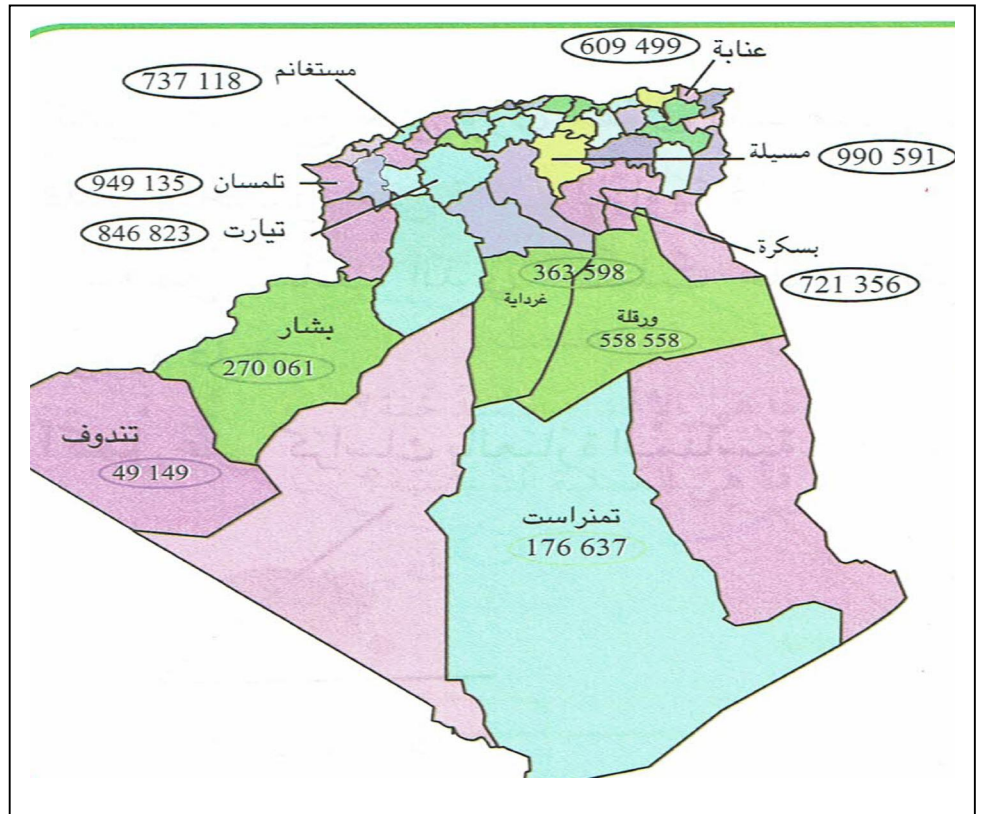 عنابة
609 499
مستغانم
737 118
مسيلة
990 591
تلمسان
949 135
تيارت
846 823
بسكرة
721 356
363 598
غرداية
ورقلة
558 558
بشار
270 061
تندوف
49 149
تمنراست
176 637